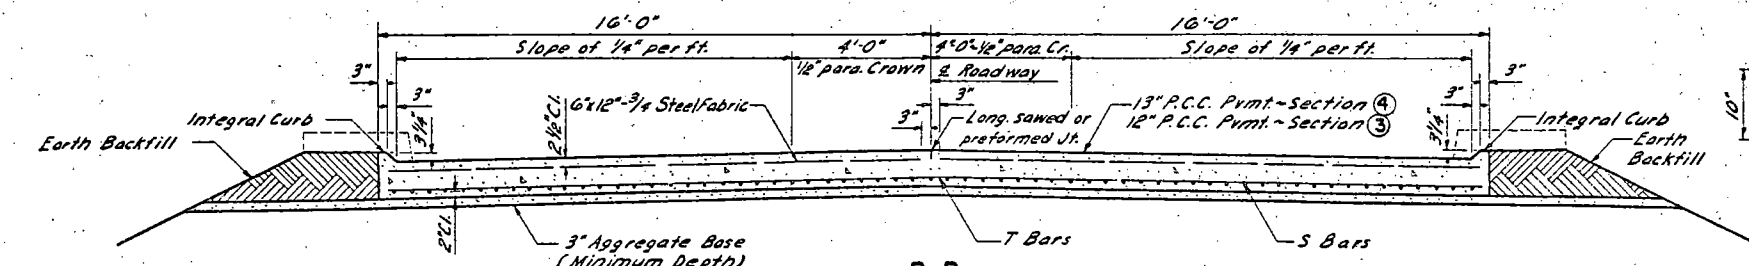 16'-0"
16'-0"
Slope of 1/4" per ft.
4'-0"
4'-0"-1/2" para. Cr.
Slope of 1/4" per ft.
1/2" para. Crown
℄ Roadway
3"
3"
3"
3"
3"
3"
6"x12"-3/4 Steel Fabric
2 1/2" Cl.
3 1/4"
3 1/4"
10"
13" P.C.C. Pvmt. ~ Section ④
12" P.C.C. Pvmt. ~ Section ③
Integral Curb
Earth Backfill
Long. sawed or
preformed Jt.
Integral Curb
Earth
Backfill
2" Cl.
3" Aggregate Base
(Minimum Depth)
T Bars
S Bars